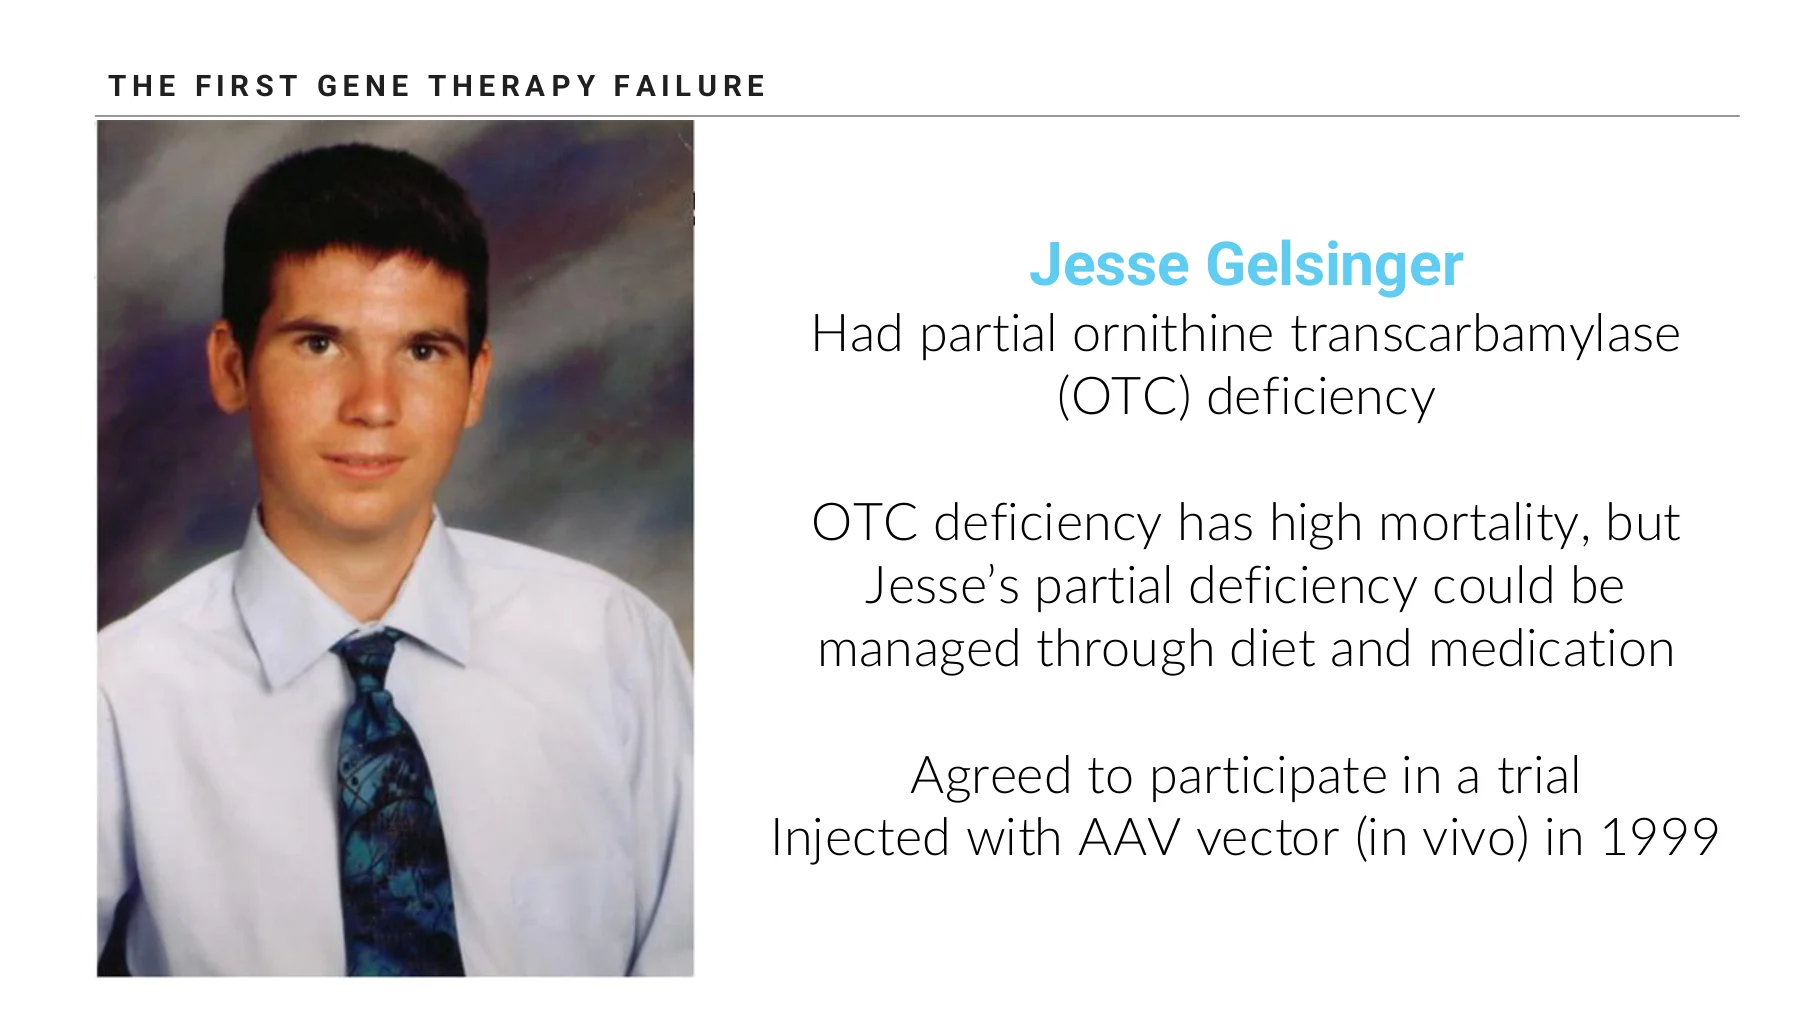 THE FIRST GENE THERAPY FAILURE
Jesse Gelsinger
Had partial ornithine transcarbamylase
(OTC) deficiency
OTC deficiency has high mortality, but
Jesse’s partial deficiency could be
managed through diet and medication
Agreed to participate in a trial
Injected with AAV vector (in vivo) in 1999